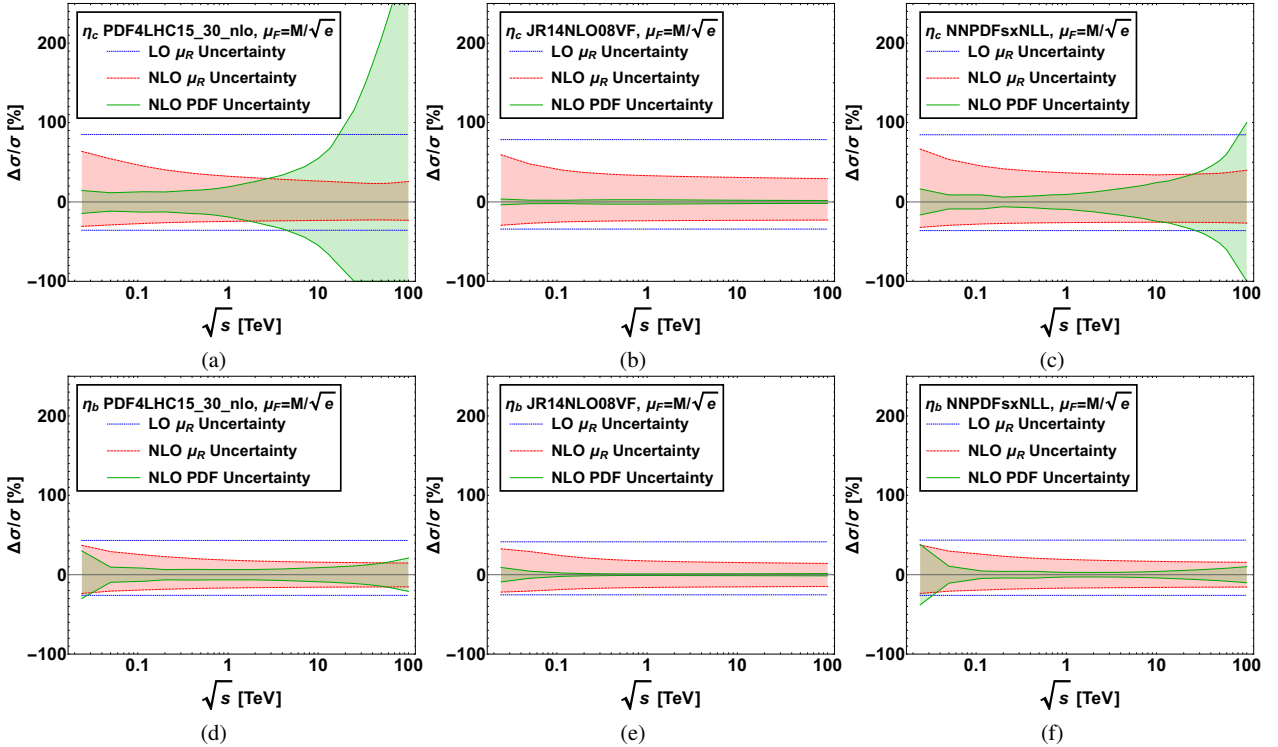 Δσ/σ [%]
200
100
0
−100
η_c PDF4LHC15_30_nlo, μ_F=M/√e
LO μ_R Uncertainty
NLO μ_R Uncertainty
NLO PDF Uncertainty
0.1 1 10 100
√s [TeV]
(a)
Δσ/σ [%]
200
100
0
−100
η_c JR14NLO08VF, μ_F=M/√e
LO μ_R Uncertainty
NLO μ_R Uncertainty
NLO PDF Uncertainty
0.1 1 10 100
√s [TeV]
(b)
Δσ/σ [%]
200
100
0
−100
η_c NNPDFsxNLL, μ_F=M/√e
LO μ_R Uncertainty
NLO μ_R Uncertainty
NLO PDF Uncertainty
0.1 1 10 100
√s [TeV]
(c)
Δσ/σ [%]
200
100
0
−100
η_b PDF4LHC15_30_nlo, μ_F=M/√e
LO μ_R Uncertainty
NLO μ_R Uncertainty
NLO PDF Uncertainty
0.1 1 10 100
√s [TeV]
(d)
Δσ/σ [%]
200
100
0
−100
η_b JR14NLO08VF, μ_F=M/√e
LO μ_R Uncertainty
NLO μ_R Uncertainty
NLO PDF Uncertainty
0.1 1 10 100
√s [TeV]
(e)
Δσ/σ [%]
200
100
0
−100
η_b NNPDFsxNLL, μ_F=M/√e
LO μ_R Uncertainty
NLO μ_R Uncertainty
NLO PDF Uncertainty
0.1 1 10 100
√s [TeV]
(f)